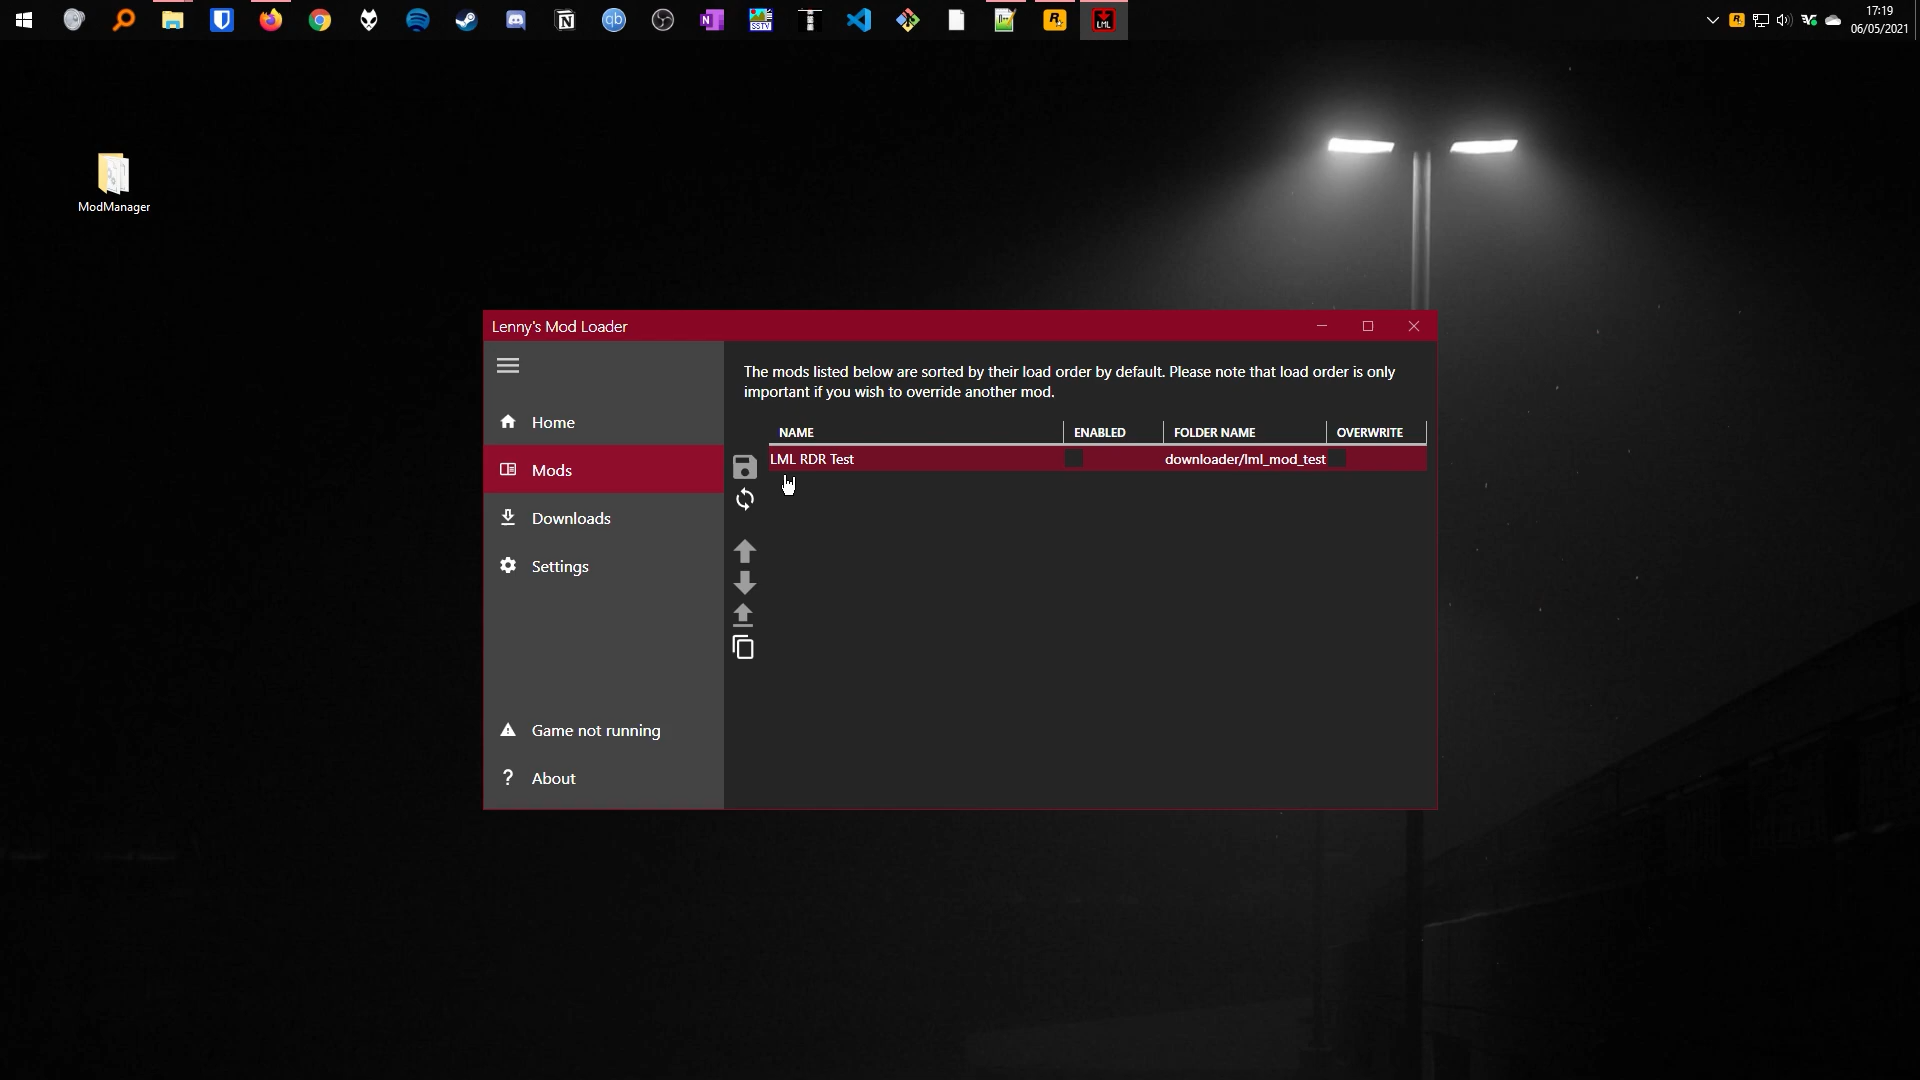 17:19
06/05/2021
SSTV
LML
ModManager
Lenny's Mod Loader
The mods listed below are sorted by their load order by default. Please note that load order is only
important if you wish to override another mod.
Home
Mods
Downloads
Settings
Game not running
About
NAME ENABLED FOLDER NAME OVERWRITE
LML RDR Test downloader/lml_mod_test